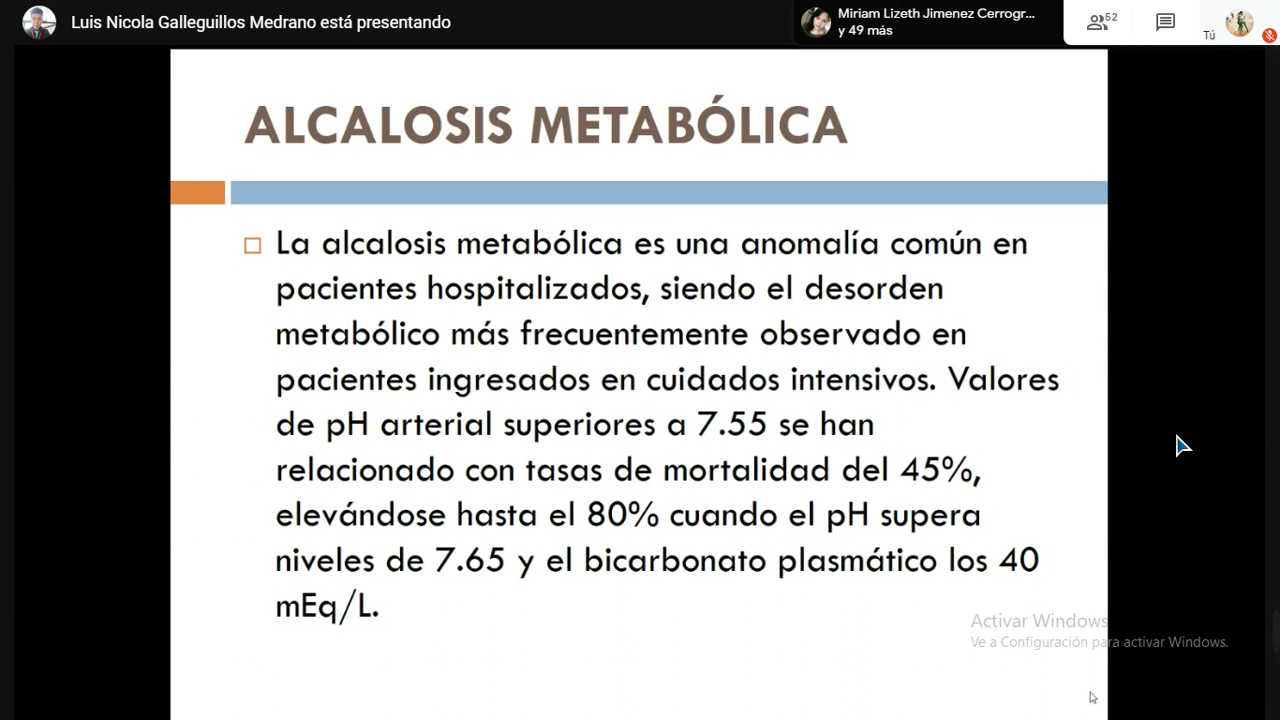 Luis Nicola Galleguillos Medrano está presentando
Miriam Lizeth Jimenez Cerrogr...
y 49 más
52
Tú
ALCALOSIS METABÓLICA
La alcalosis metabólica es una anomalía común en
pacientes hospitalizados, siendo el desorden
metabólico más frecuentemente observado en
pacientes ingresados en cuidados intensivos. Valores
de pH arterial superiores a 7.55 se han
relacionado con tasas de mortalidad del 45%,
elevándose hasta el 80% cuando el pH supera
niveles de 7.65 y el bicarbonato plasmático los 40
mEq/L.
Activar Windows
Ve a Configuración para activar Windows.